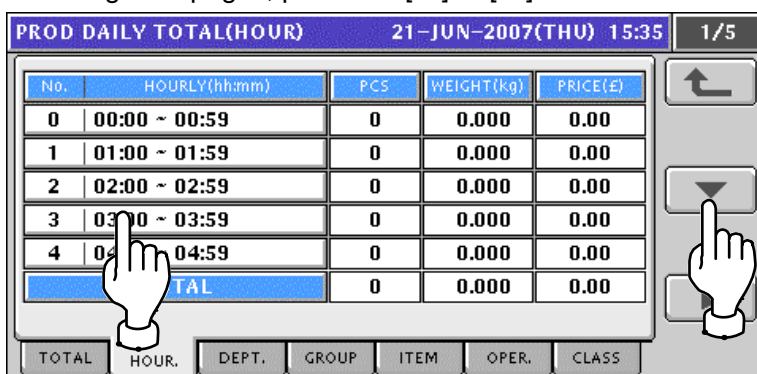 PROD DAILY TOTAL(HOUR) 21-JUN-2007(THU) 15:35 1/5
No. HOURLY(hh:mm) PCS WEIGHT(kg) PRICE(£)
0 00:00 ~ 00:59 0 0.000 0.00
1 01:00 ~ 01:59 0 0.000 0.00
2 02:00 ~ 02:59 0 0.000 0.00
3 03:00 ~ 03:59 0 0.000 0.00
4 04:59 0 0.000 0.00
0 0.000 0.00
TOTAL HOUR. DEPT. GROUP ITEM OPER. CLASS